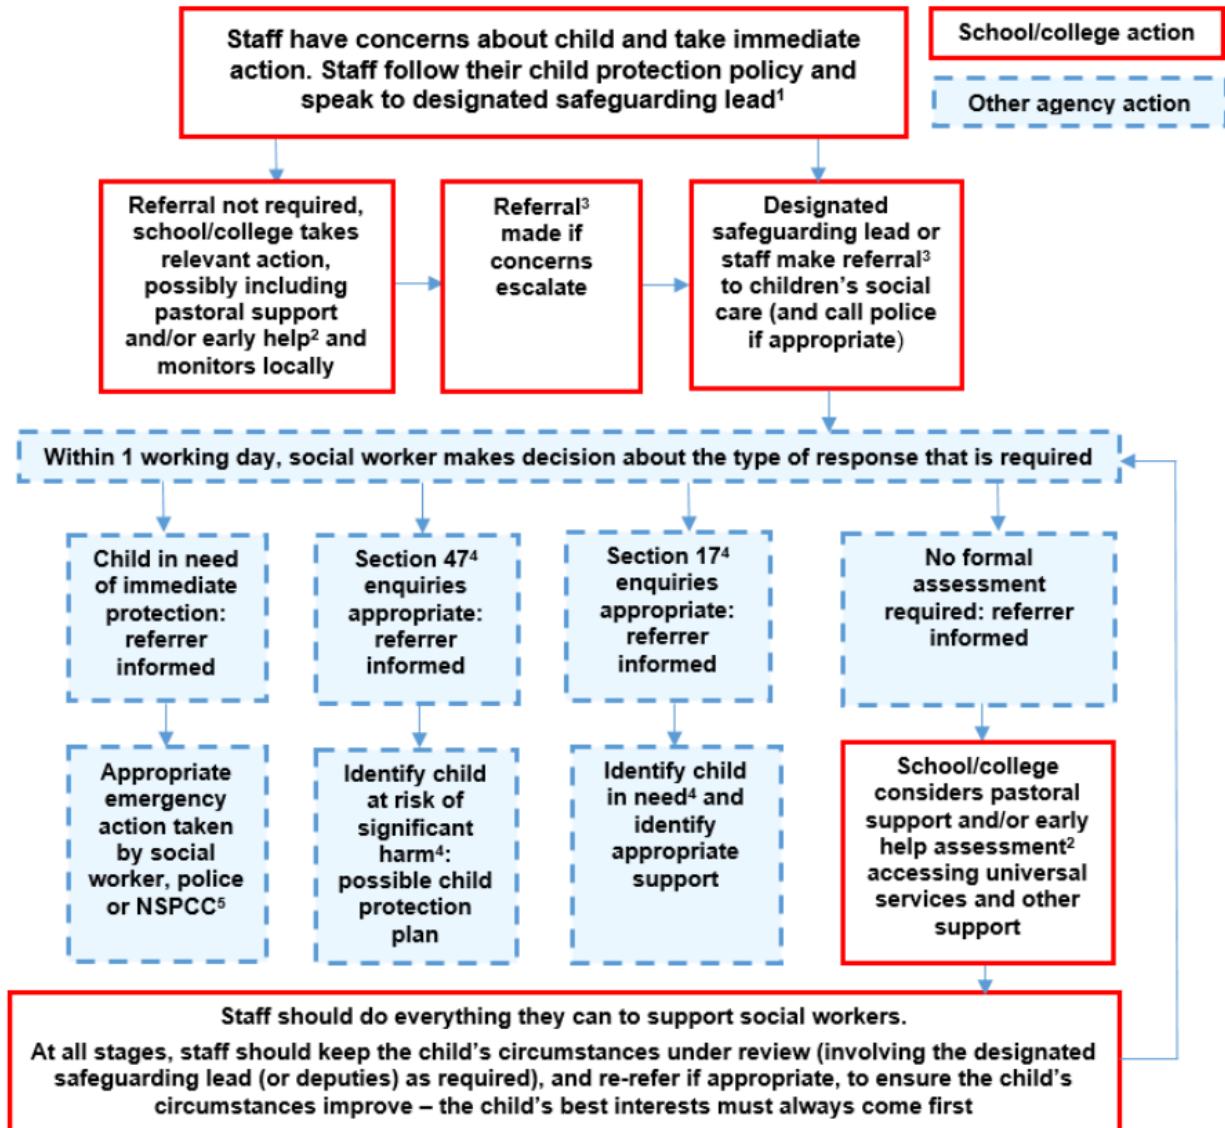 Staff have concerns about child and take immediate
action. Staff follow their child protection policy and
speak to designated safeguarding lead¹
School/college action
Other agency action
Referral not required,
school/college takes
relevant action,
possibly including
pastoral support
and/or early help² and
monitors locally
Referral³
made if
concerns
escalate
Designated
safeguarding lead or
staff make referral³
to children’s social
care (and call police
if appropriate)
Within 1 working day, social worker makes decision about the type of response that is required
Child in need
of immediate
protection:
referrer
informed
Section 47⁴
enquiries
appropriate:
referrer
informed
Section 17⁴
enquiries
appropriate:
referrer
informed
No formal
assessment
required: referrer
informed
Appropriate
emergency
action taken
by social
worker, police
or NSPCC⁵
Identify child
at risk of
significant
harm⁴:
possible child
protection
plan
Identify child
in need⁴ and
identify
appropriate
support
School/college
considers pastoral
support and/or early
help assessment²
accessing universal
services and other
support
Staff should do everything they can to support social workers.
At all stages, staff should keep the child’s circumstances under review (involving the designated
safeguarding lead (or deputies) as required), and re-refer if appropriate, to ensure the child’s
circumstances improve – the child’s best interests must always come first